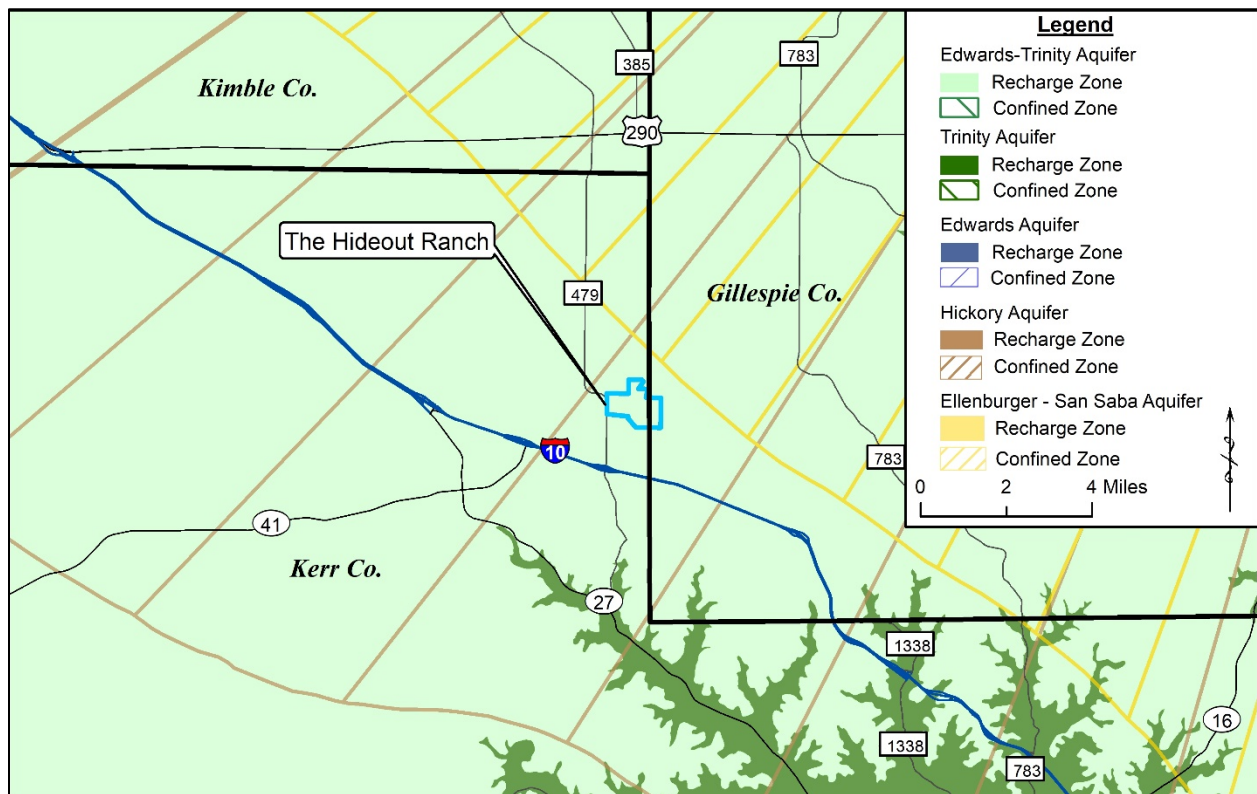 Kimble Co.
385
783
290
The Hideout Ranch
479
Gillespie Co.
10
783
41
Kerr Co.
27
1338
1338
783
16
Legend
Edwards-Trinity Aquifer
Recharge Zone
Confined Zone
Trinity Aquifer
Recharge Zone
Confined Zone
Edwards Aquifer
Recharge Zone
Confined Zone
Hickory Aquifer
Recharge Zone
Confined Zone
Ellenburger - San Saba Aquifer
Recharge Zone
Confined Zone
0 2 4 Miles